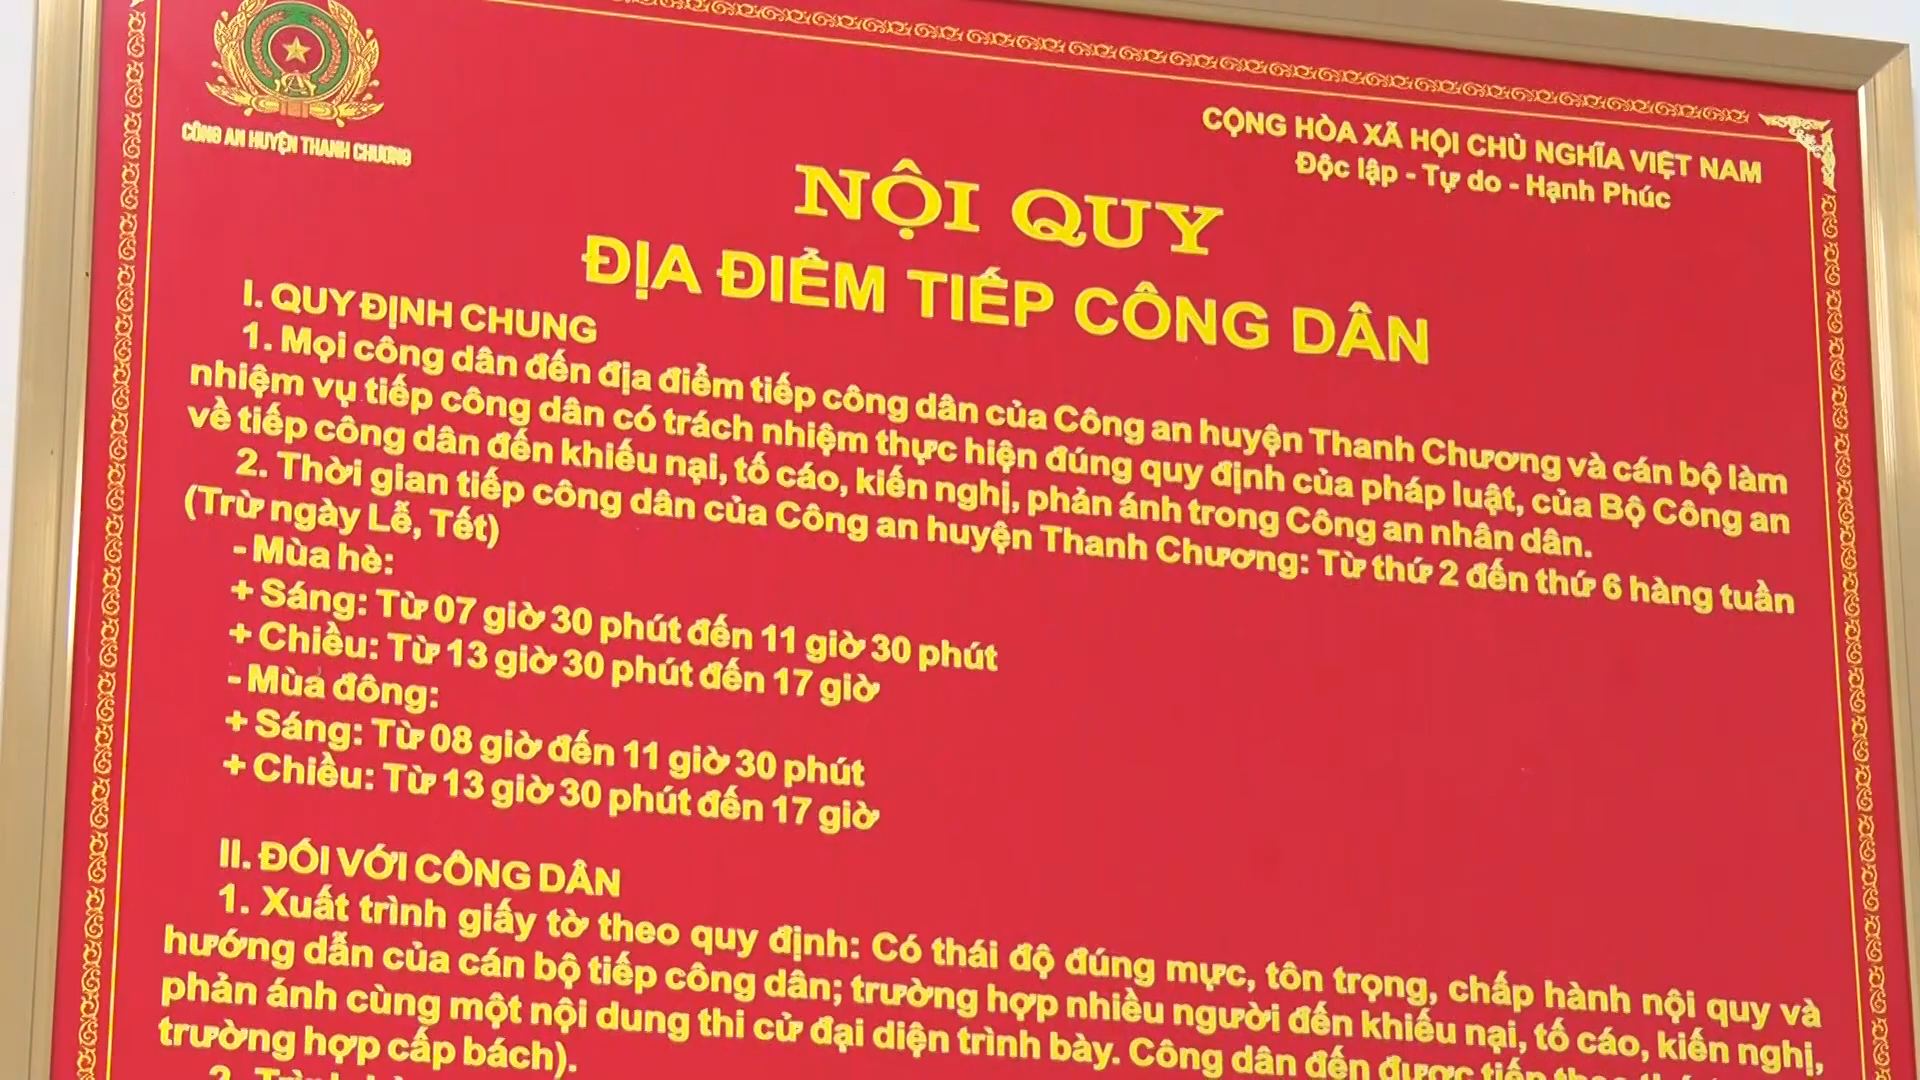 CÔNG AN HUYỆN THANH CHƯƠNG
CỘNG HÒA XÃ HỘI CHỦ NGHĨA VIỆT NAM
Độc lập - Tự do - Hạnh Phúc
NỘI QUY
ĐỊA ĐIỂM TIẾP CÔNG DÂN
I. QUY ĐỊNH CHUNG
1. Mọi công dân đến địa điểm tiếp công dân của Công an huyện Thanh Chương và cán bộ làm
nhiệm vụ tiếp công dân có trách nhiệm thực hiện đúng quy định của pháp luật, của Bộ Công an
về tiếp công dân đến khiếu nại, tố cáo, kiến nghị, phản ánh trong Công an nhân dân.
2. Thời gian tiếp công dân của Công an huyện Thanh Chương: Từ thứ 2 đến thứ 6 hàng tuần
(Trừ ngày Lễ, Tết)
- Mùa hè:
+ Sáng: Từ 07 giờ 30 phút đến 11 giờ 30 phút
+ Chiều: Từ 13 giờ 30 phút đến 17 giờ
- Mùa đông:
+ Sáng: Từ 08 giờ đến 11 giờ 30 phút
+ Chiều: Từ 13 giờ 30 phút đến 17 giờ
II. ĐỐI VỚI CÔNG DÂN
1. Xuất trình giấy tờ theo quy định: Có thái độ đúng mực, tôn trọng, chấp hành nội quy và
hướng dẫn của cán bộ tiếp công dân; trường hợp nhiều người đến khiếu nại, tố cáo, kiến nghị,
phản ánh cùng một nội dung thi cử đại diện trình bày. Công dân đến được tiếp theo
trường hợp cấp bách).
2.